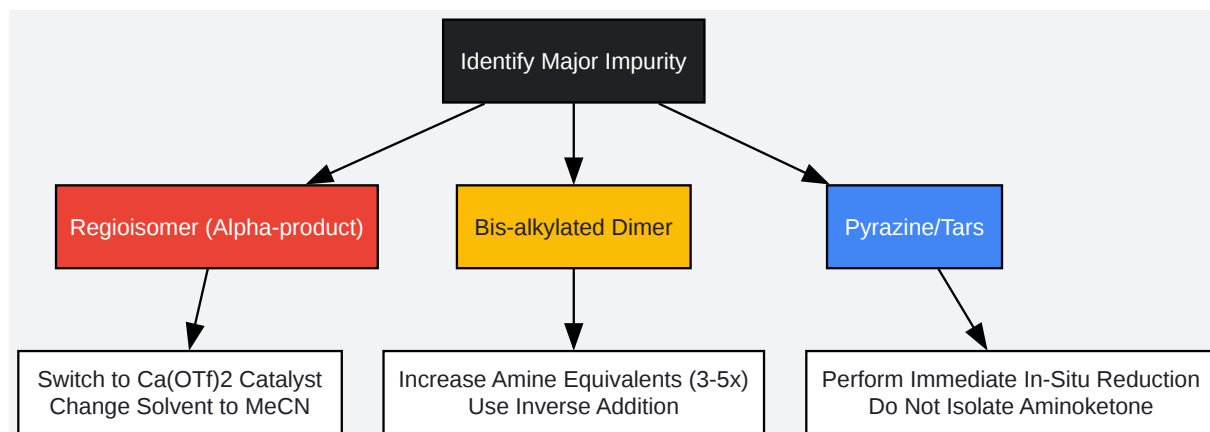 Identify Major Impurity
Regioisomer (Alpha-product)
Bis-alkylated Dimer
Pyrazine/Tars
Switch to Ca(OTf)2 Catalyst
Change Solvent to MeCN
Increase Amine Equivalents (3-5x)
Use Inverse Addition
Perform Immediate In-Situ Reduction
Do Not Isolate Aminoketone